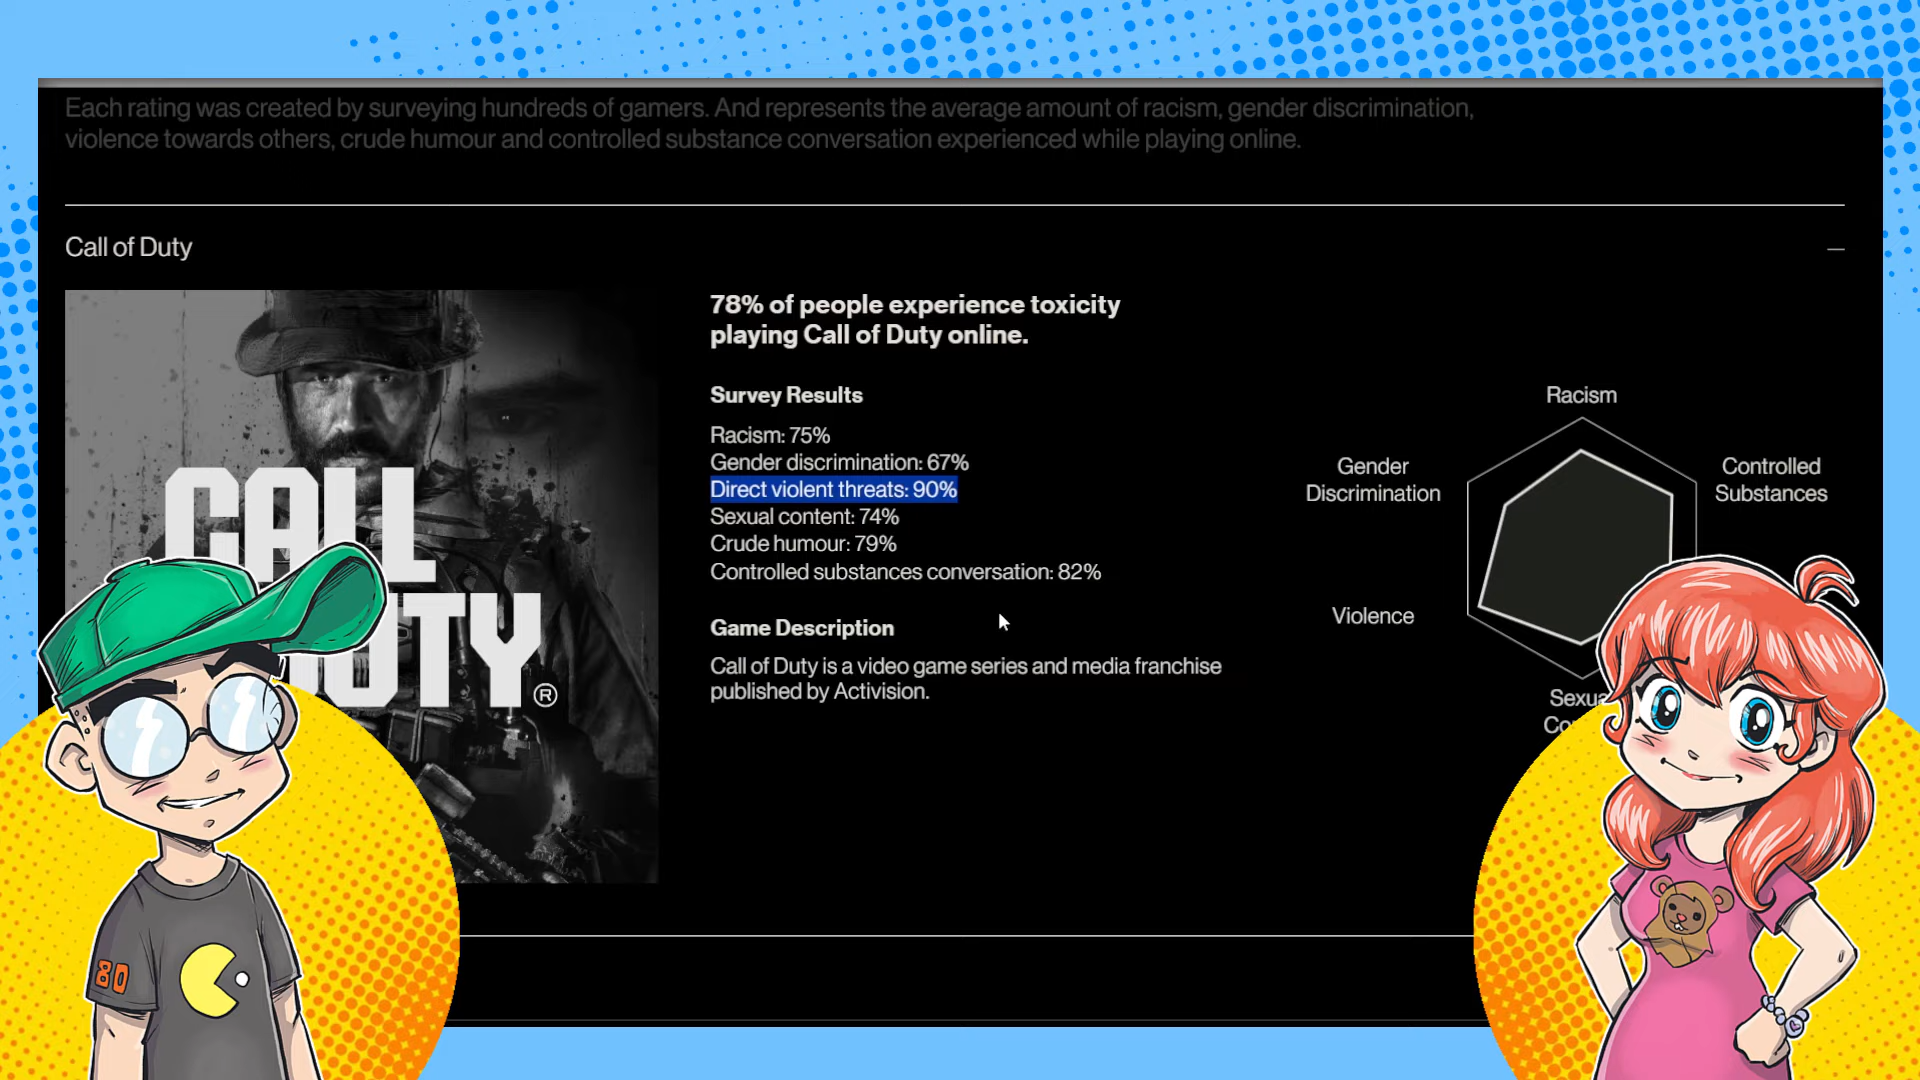 Each rating was created by surveying hundreds of gamers. And represents the average amount of racism, gender discrimination,
violence towards others, crude humour and controlled substance conversation experienced while playing online.
Call of Duty
CALL
DUTY®
78% of people experience toxicity
playing Call of Duty online.
Survey Results
Racism: 75%
Gender discrimination: 67%
Direct violent threats: 90%
Sexual content: 74%
Crude humour: 79%
Controlled substances conversation: 82%
Game Description
Call of Duty is a video game series and media franchise
published by Activision.
Racism
Gender
Discrimination
Controlled
Substances
Violence
80